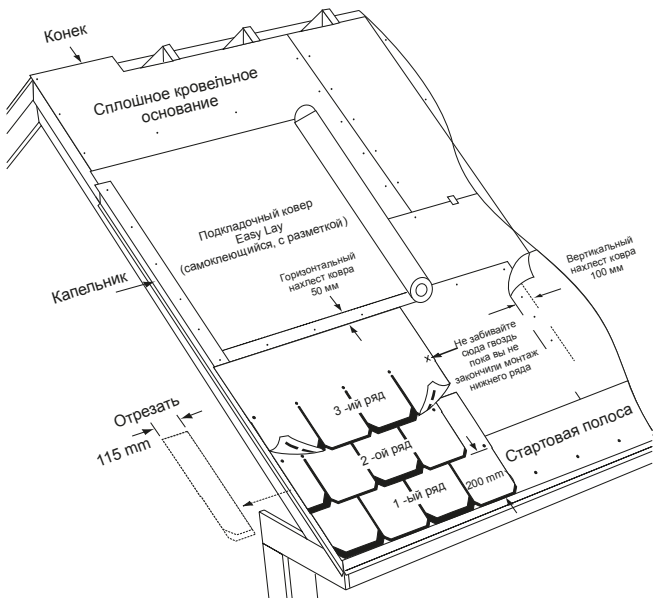 Конек
Сплошное кровельное
основание
Подкладочный ковер
Easy Lay
(самоклеющийся, с разметкой)
Горизонтальный
нахлест ковра
50 мм
Вертикальный
нахлест ковра
100 мм
Капельник
Не забивайте
сюда гвоздь
пока вы не
закончили монтаж
нижнего ряда
x
Отрезать
115 mm
3 -ий ряд
2 -ой ряд
1 -ый ряд
200 mm
Стартовая полоса